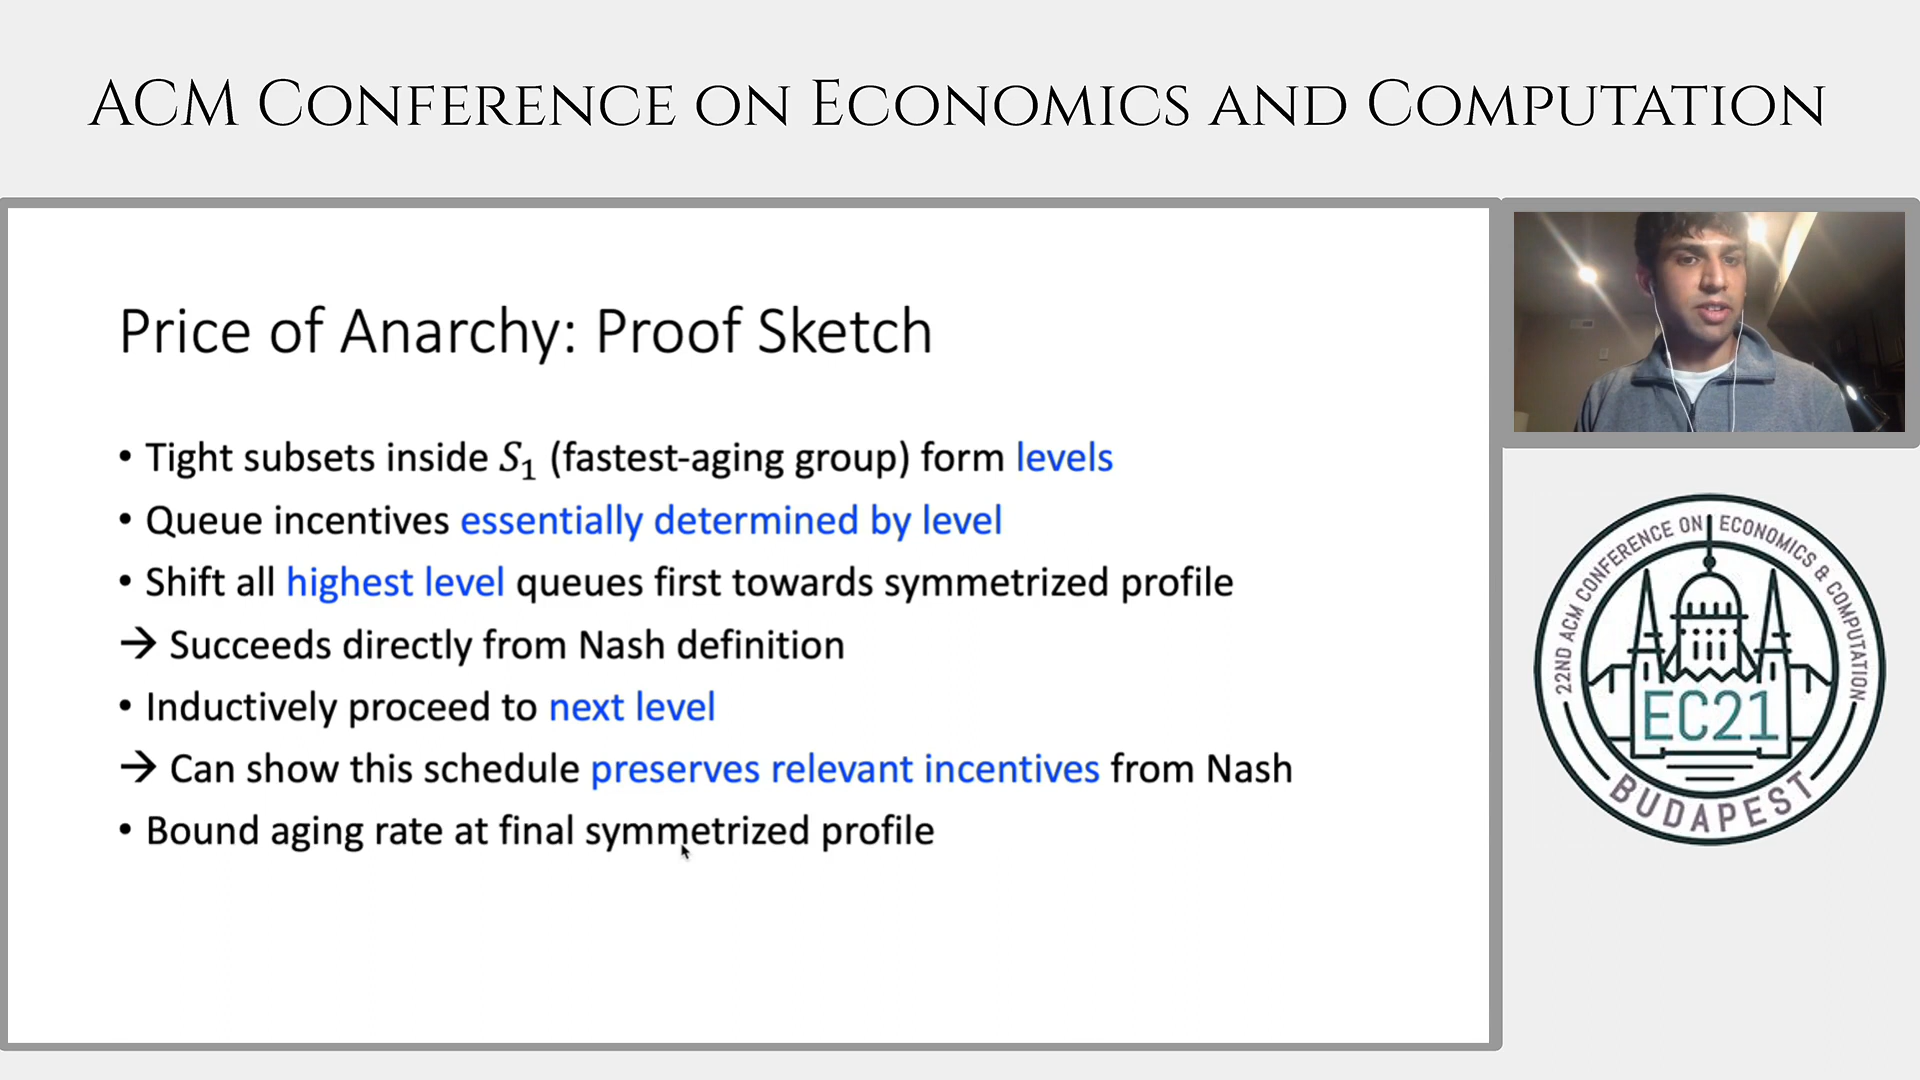 ACM Conference on Economics and Computation
Price of Anarchy: Proof Sketch
• Tight subsets inside S₁ (fastest-aging group) form levels
• Queue incentives essentially determined by level
• Shift all highest level queues first towards symmetrized profile
→ Succeeds directly from Nash definition
• Inductively proceed to next level
→ Can show this schedule preserves relevant incentives from Nash
• Bound aging rate at final symmetrized profile
22ND ACM CONFERENCE ON ECONOMICS & COMPUTATION
EC21
BUDAPEST